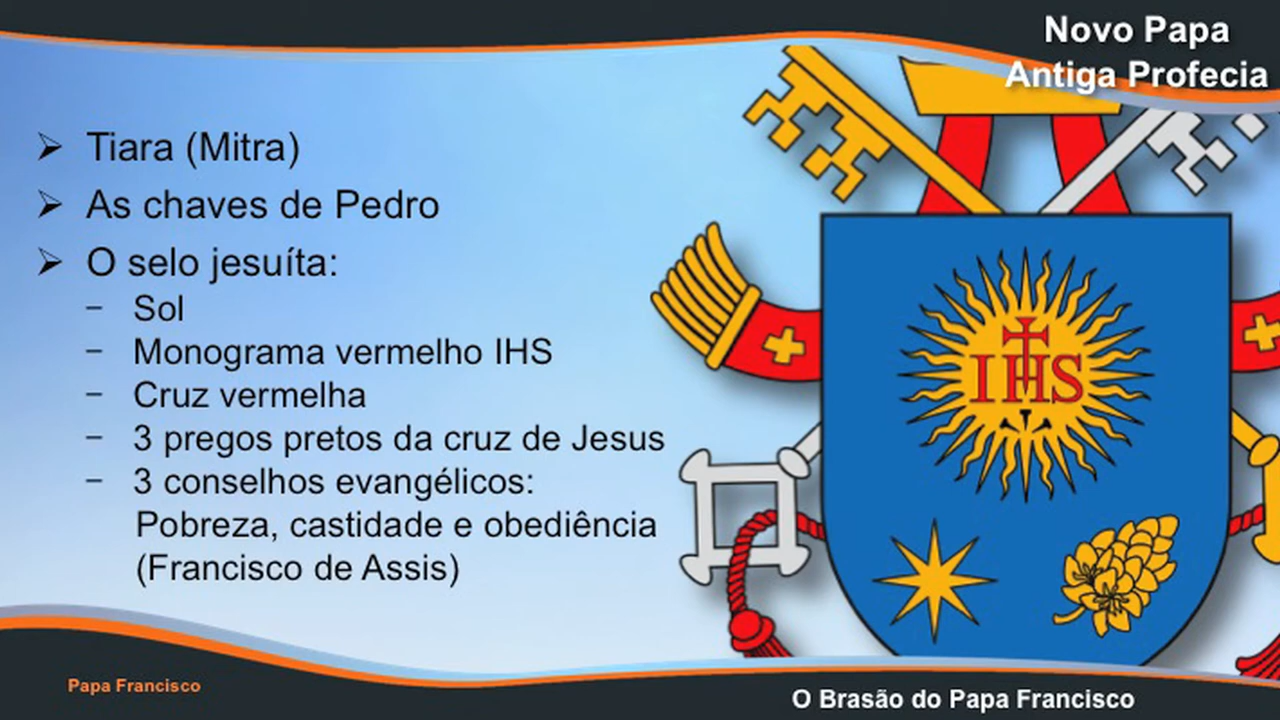 Novo Papa
Antiga Profecia
➢ Tiara (Mitra)
➢ As chaves de Pedro
➢ O selo jesuíta:
− Sol
− Monograma vermelho IHS
− Cruz vermelha
− 3 pregos pretos da cruz de Jesus
− 3 conselhos evangélicos:
Pobreza, castidade e obediência
(Francisco de Assis)
IHS
Papa Francisco
O Brasão do Papa Francisco